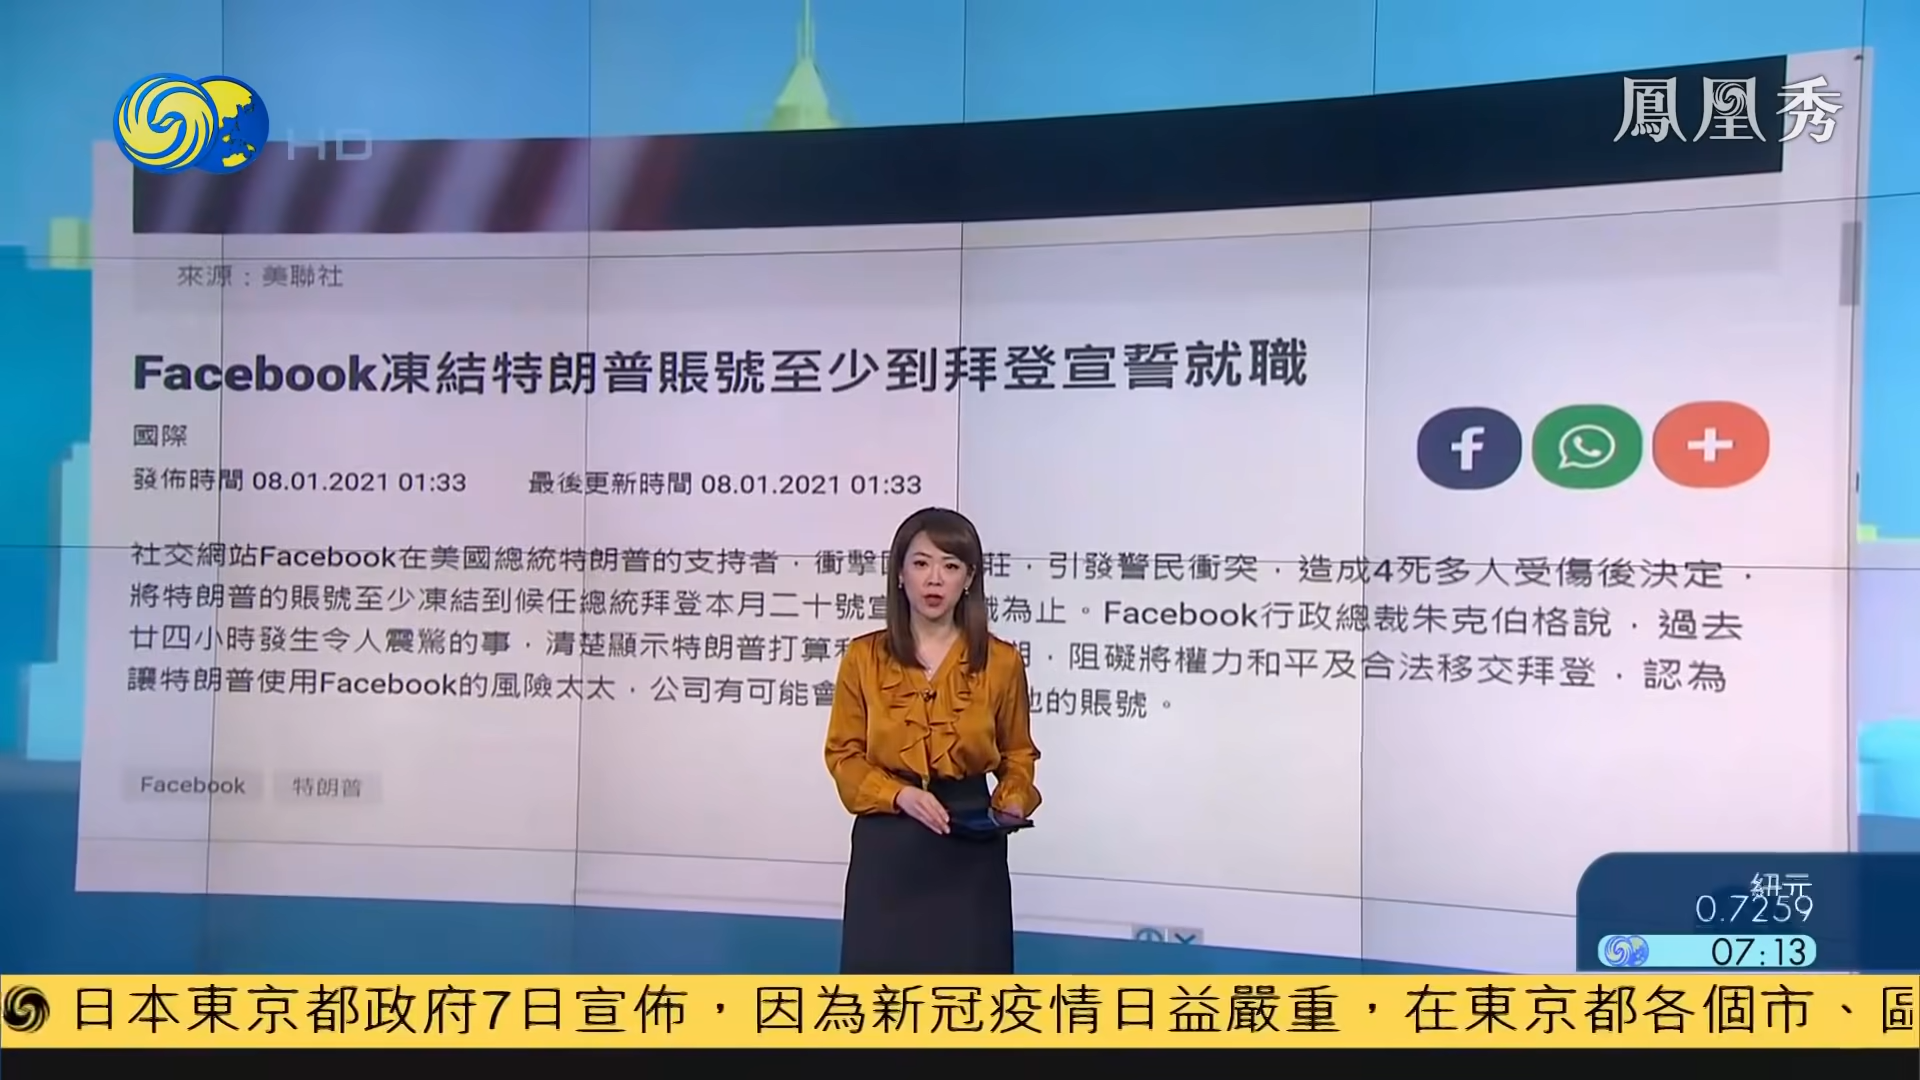 HD
鳳凰秀
來源：美聯社
Facebook凍結特朗普賬號至少到拜登宣誓就職
國際
發佈時間 08.01.2021 01:33 最後更新時間 08.01.2021 01:33
社交網站Facebook在美國總統特朗普的支持者，衝擊 莊，引發警民衝突，造成4死多人受傷後決定，
將特朗普的賬號至少凍結到候任總統拜登本月二十號宣 職為止。Facebook行政總裁朱克伯格說，過去
廿四小時發生令人震驚的事，清楚顯示特朗普打算 期，阻礙將權力和平及合法移交拜登，認為
讓特朗普使用Facebook的風險太大，公司有可能會 他的賬號。
Facebook 特朗普
紐元
0.7259
07:13
日本東京都政府7日宣佈，因為新冠疫情日益嚴重，在東京都各個市、區